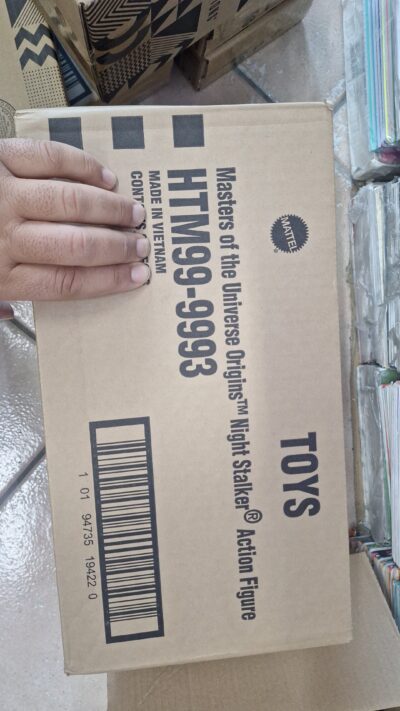 MATTEL
®
TOYS
Masters of the Universe Origins™ Night Stalker® Action Figure
HTM99-9993
MADE IN VIETNAM
1 01 94735 19422 0